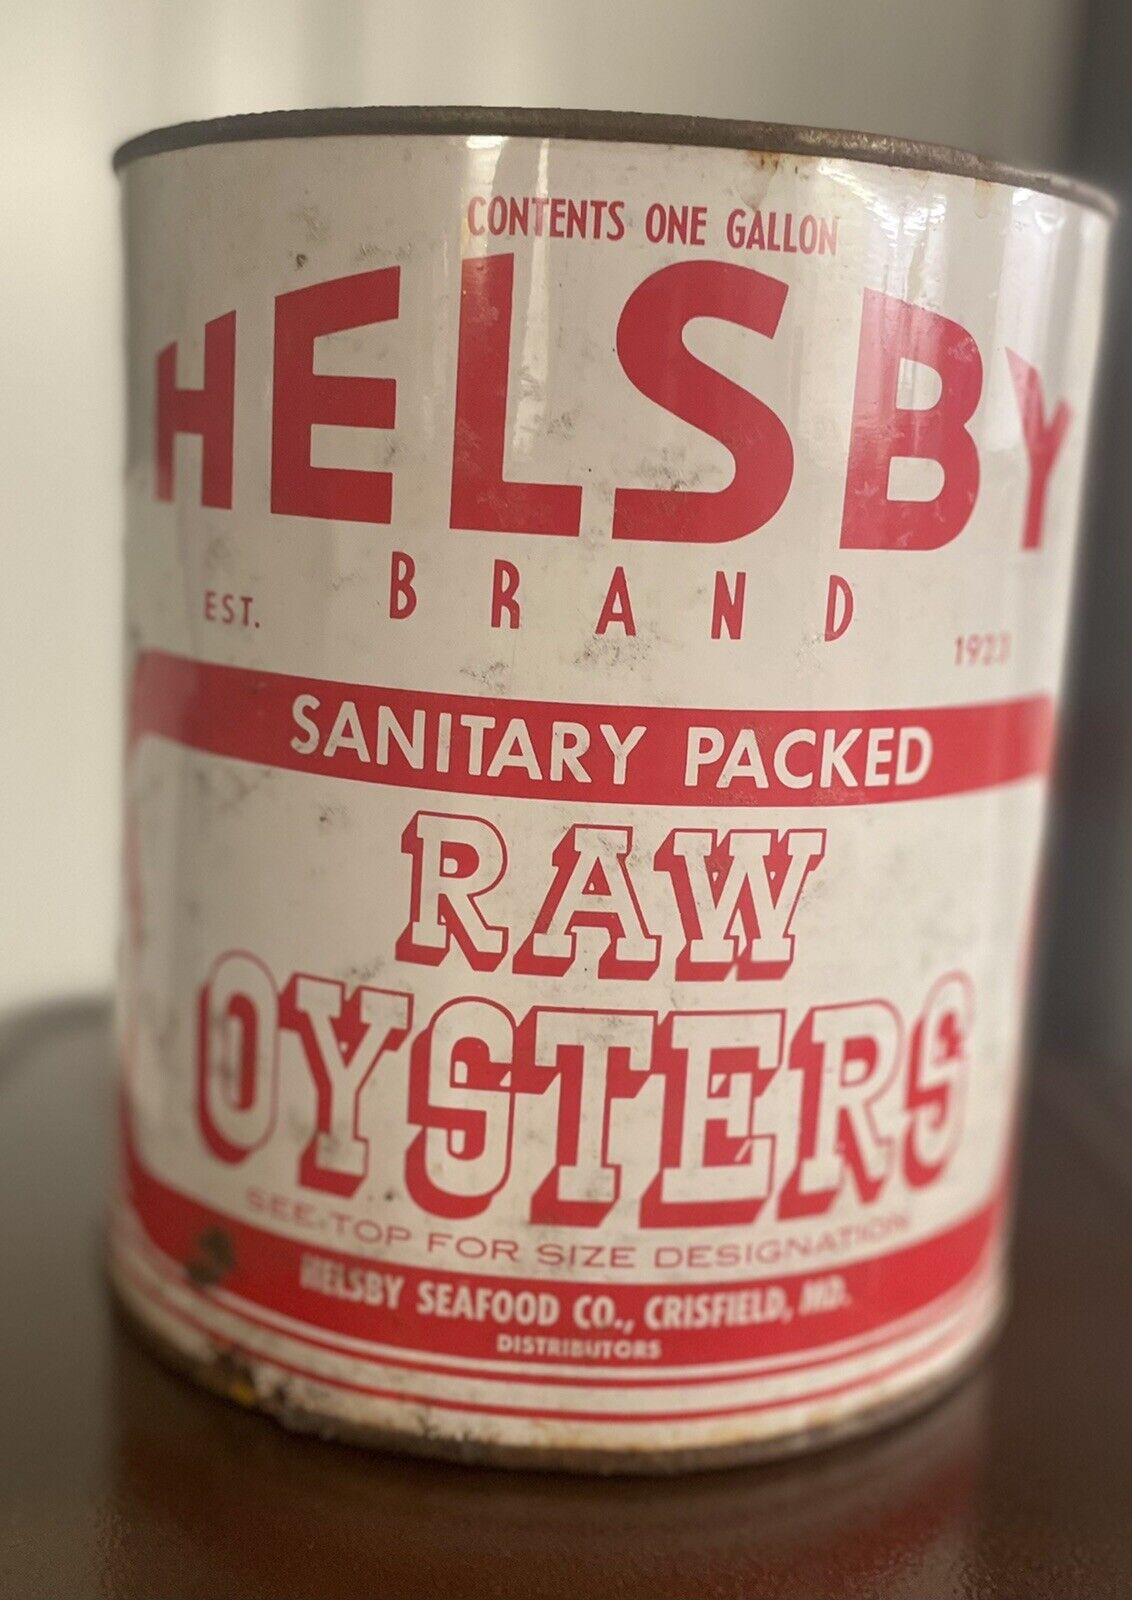 CONTENTS ONE GALLON
HELSBY
BRAND
EST. 1923
SANITARY PACKED
RAW
OYSTERS
SEE TOP FOR SIZE DESIGNATION
HELSBY SEAFOOD CO., CRISFIELD, MD.
DISTRIBUTORS